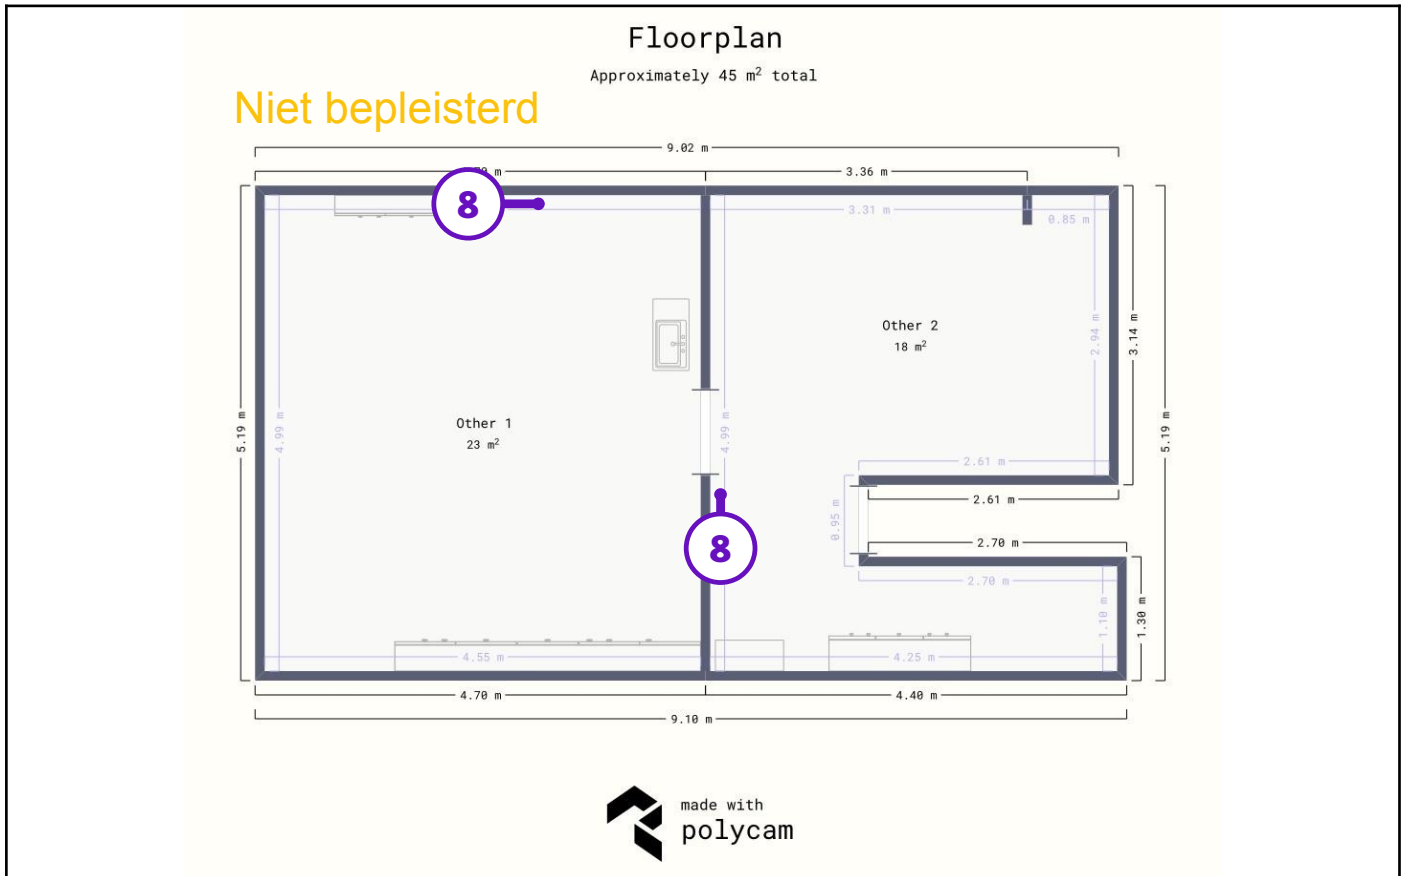 Floorplan
Approximately 45 m² total
Niet bepleisterd
9.02 m
m
3.36 m
8
3.31 m
0.85 m
Other 2
18 m²
2.94 m
3.14 m
Other 1
23 m²
5.19 m
4.99 m
4.99 m
5.19 m
2.61 m
2.61 m
0.95 m
8
2.70 m
2.70 m
1.10 m
1.30 m
4.55 m
4.25 m
4.70 m
4.40 m
9.10 m
made with
polycam